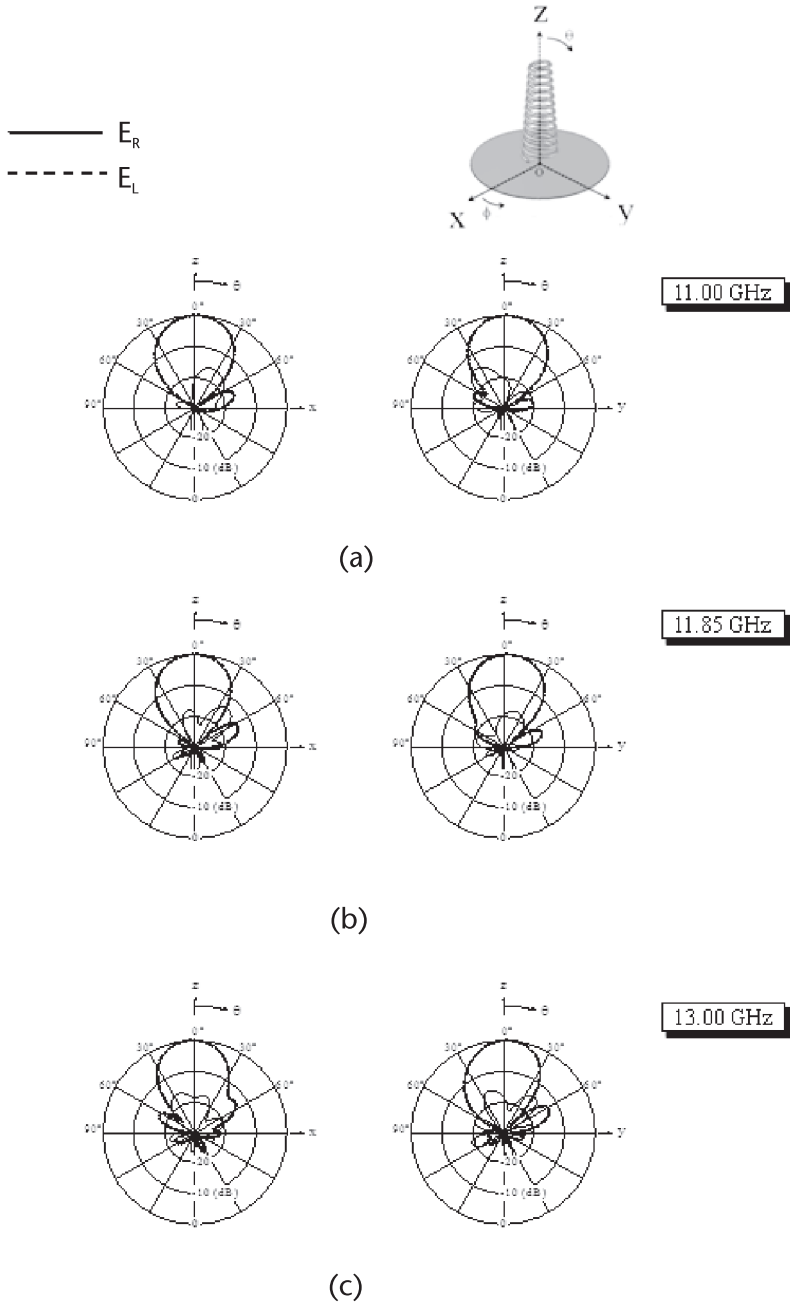 Z
θ
E_R
E_L
O
X
ϕ
y
z
θ
0°
30° 30°
60° 60°
90° x
-20
-10 (dB)
0
z
θ
0°
30° 30°
60° 60°
90° y
-20
-10 (dB)
0
11.00 GHz
(a)
z
θ
0°
30° 30°
60° 60°
90° x
-20
-10 (dB)
0
z
θ
0°
30° 30°
60° 60°
90° y
-20
-10 (dB)
0
11.85 GHz
(b)
z
θ
0°
30° 30°
60° 60°
90° x
-20
-10 (dB)
0
z
θ
0°
30° 30°
60° 60°
90° y
-20
-10 (dB)
0
13.00 GHz
(c)